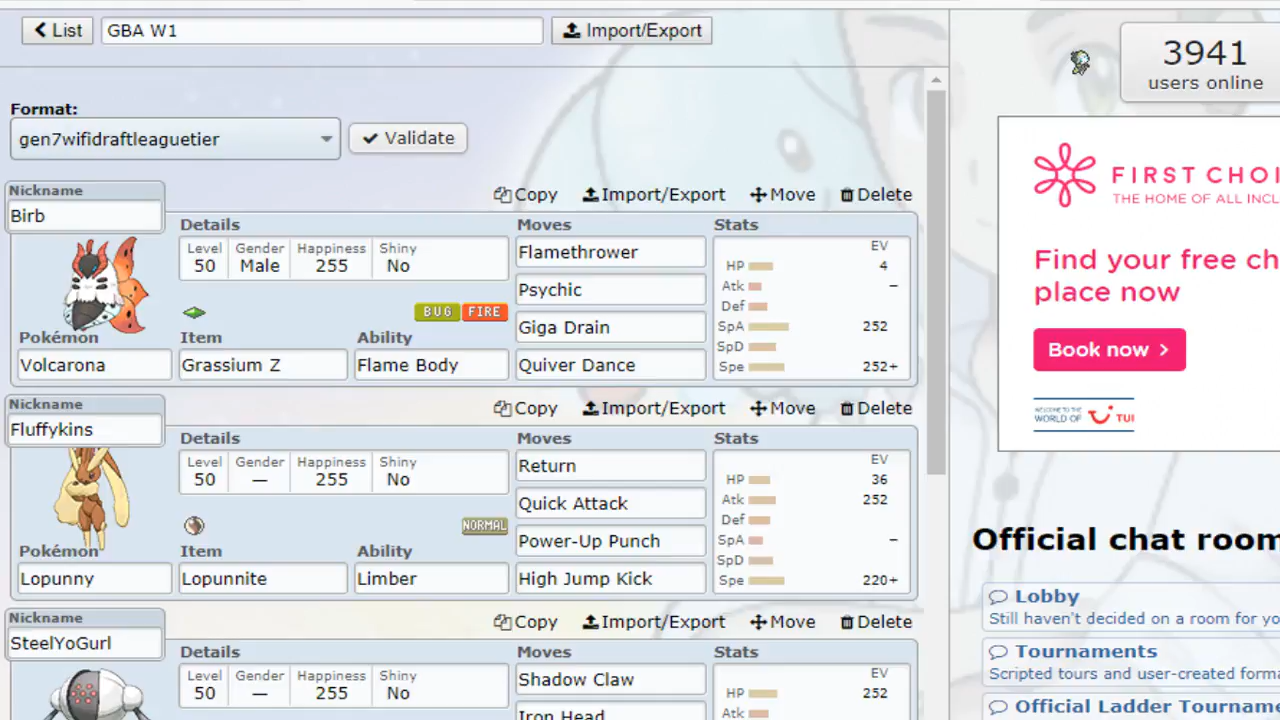 List
GBA W1
Import/Export
Format:
gen7wifidraftleaguetier
Validate
Nickname
Birb
Copy Import/Export Move Delete
Details
Level Gender Happiness Shiny
50 Male 255 No
BUG FIRE
Pokémon Item Ability
Volcarona Grassium Z Flame Body
Moves
Flamethrower
Psychic
Giga Drain
Quiver Dance
Stats
EV
HP 4
Atk –
Def
SpA 252
SpD
Spe 252+
Nickname
Fluffykins
Copy Import/Export Move Delete
Details
Level Gender Happiness Shiny
50 — 255 No
NORMAL
Pokémon Item Ability
Lopunny Lopunnite Limber
Moves
Return
Quick Attack
Power-Up Punch
High Jump Kick
Stats
EV
HP 36
Atk 252
Def
SpA –
SpD
Spe 220+
Nickname
SteelYoGurl
Copy Import/Export Move Delete
Details
Level Gender Happiness Shiny
50 — 255 No
Moves
Shadow Claw
Iron Head
Stats
EV
HP 252
Atk
3941
users online
FIRST CHOI
THE HOME OF ALL INCL
Find your free ch
place now
Book now
WELCOME TO THE
WORLD OF TUI
Official chat room
Lobby
Still haven't decided on a room for yo
Tournaments
Scripted tours and user-created forma
Official Ladder Tourname